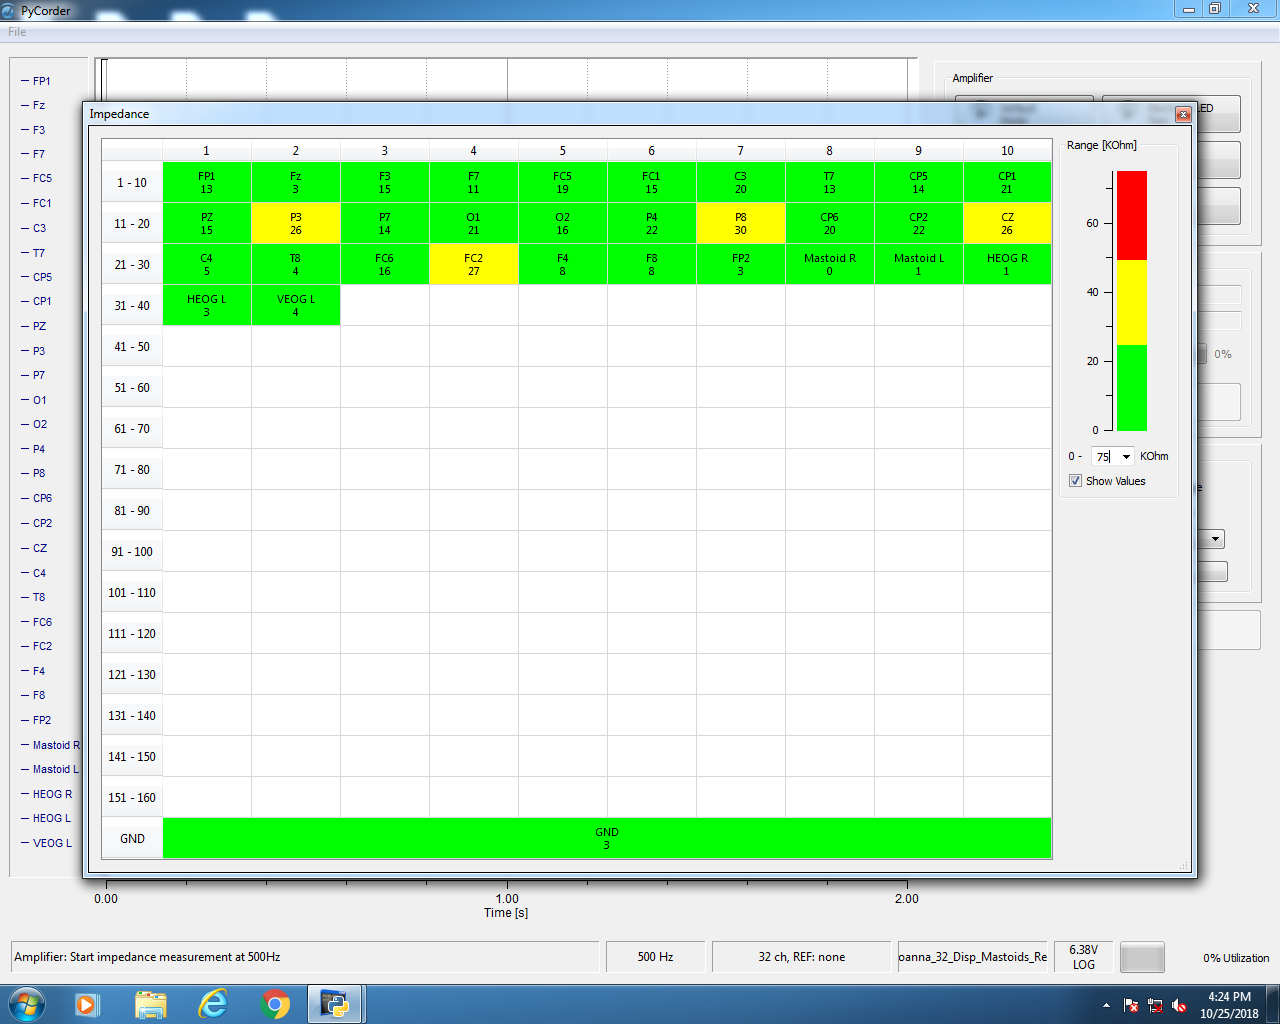 PyCorder
File
Amplifier
FP1
Fz
F3
F7
FC5
FC1
C3
T7
CP5
CP1
PZ
P3
P7
O1
O2
P4
P8
CP6
CP2
CZ
C4
T8
FC6
FC2
F4
F8
FP2
Mastoid R
Mastoid L
HEOG R
HEOG L
VEOG L
Impedance
1 2 3 4 5 6 7 8 9 10
1 - 10 FP1 Fz F3 F7 FC5 FC1 C3 T7 CP5 CP1
13 3 15 11 19 15 20 13 14 21
11 - 20 PZ P3 P7 O1 O2 P4 P8 CP6 CP2 CZ
15 26 14 21 16 22 30 20 22 26
21 - 30 C4 T8 FC6 FC2 F4 F8 FP2 Mastoid R Mastoid L HEOG R
5 4 16 27 8 8 3 0 1 1
31 - 40 HEOG L VEOG L
3 4
41 - 50
51 - 60
61 - 70
71 - 80
81 - 90
91 - 100
101 - 110
111 - 120
121 - 130
131 - 140
141 - 150
151 - 160
GND GND
3
Range [KOhm]
60
40
20
0
0 - 75 KOhm
Show Values
0%
0.00 1.00 2.00
Time [s]
Amplifier: Start impedance measurement at 500Hz
500 Hz
32 ch, REF: none
oanna_32_Disp_Mastoids_Re
6.38V
LOG
0% Utilization
4:24 PM
10/25/2018